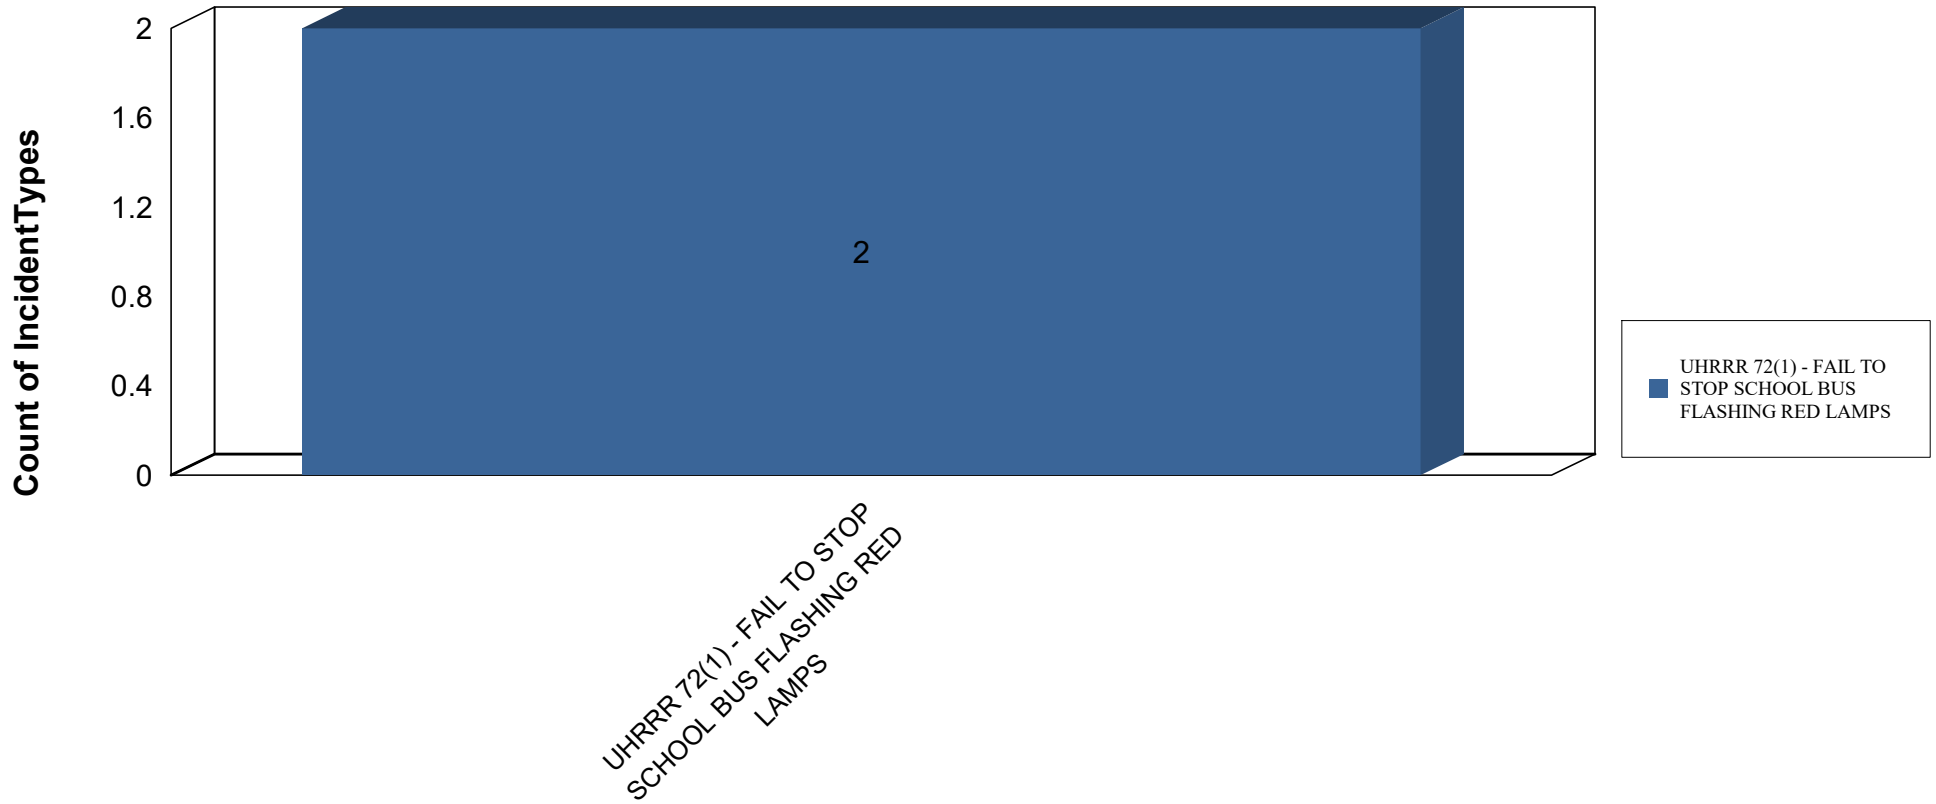 Count of IncidentTypes
2
1.6
1.2
0.8
0.4
0
2
UHRRR 72(1) - FAIL TO STOP
SCHOOL BUS FLASHING RED
LAMPS
UHRRR 72(1) - FAIL TO
STOP SCHOOL BUS
FLASHING RED LAMPS